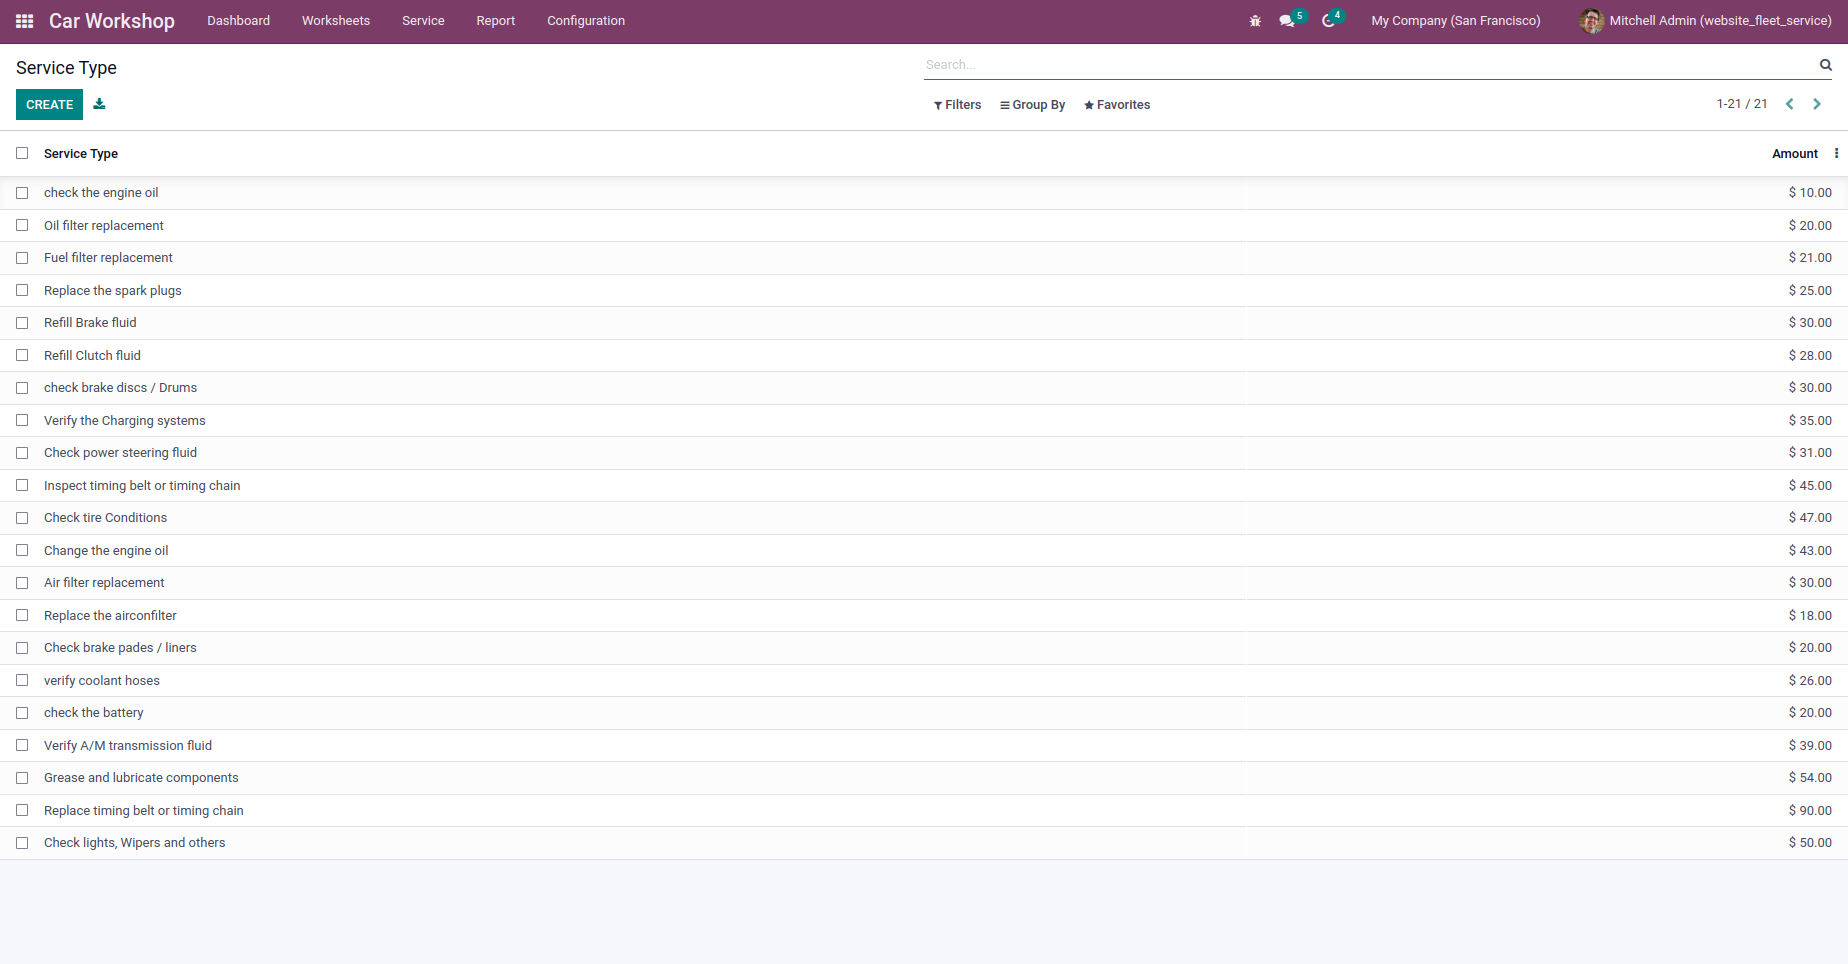 Car Workshop Dashboard Worksheets Service Report Configuration 5 4 My Company (San Francisco) Mitchell Admin (website_fleet_service)
Service Type Search...
CREATE Filters Group By Favorites 1-21 / 21
Service Type Amount
check the engine oil $ 10.00
Oil filter replacement $ 20.00
Fuel filter replacement $ 21.00
Replace the spark plugs $ 25.00
Refill Brake fluid $ 30.00
Refill Clutch fluid $ 28.00
check brake discs / Drums $ 30.00
Verify the Charging systems $ 35.00
Check power steering fluid $ 31.00
Inspect timing belt or timing chain $ 45.00
Check tire Conditions $ 47.00
Change the engine oil $ 43.00
Air filter replacement $ 30.00
Replace the airconfilter $ 18.00
Check brake pades / liners $ 20.00
verify coolant hoses $ 26.00
check the battery $ 20.00
Verify A/M transmission fluid $ 39.00
Grease and lubricate components $ 54.00
Replace timing belt or timing chain $ 90.00
Check lights, Wipers and others $ 50.00